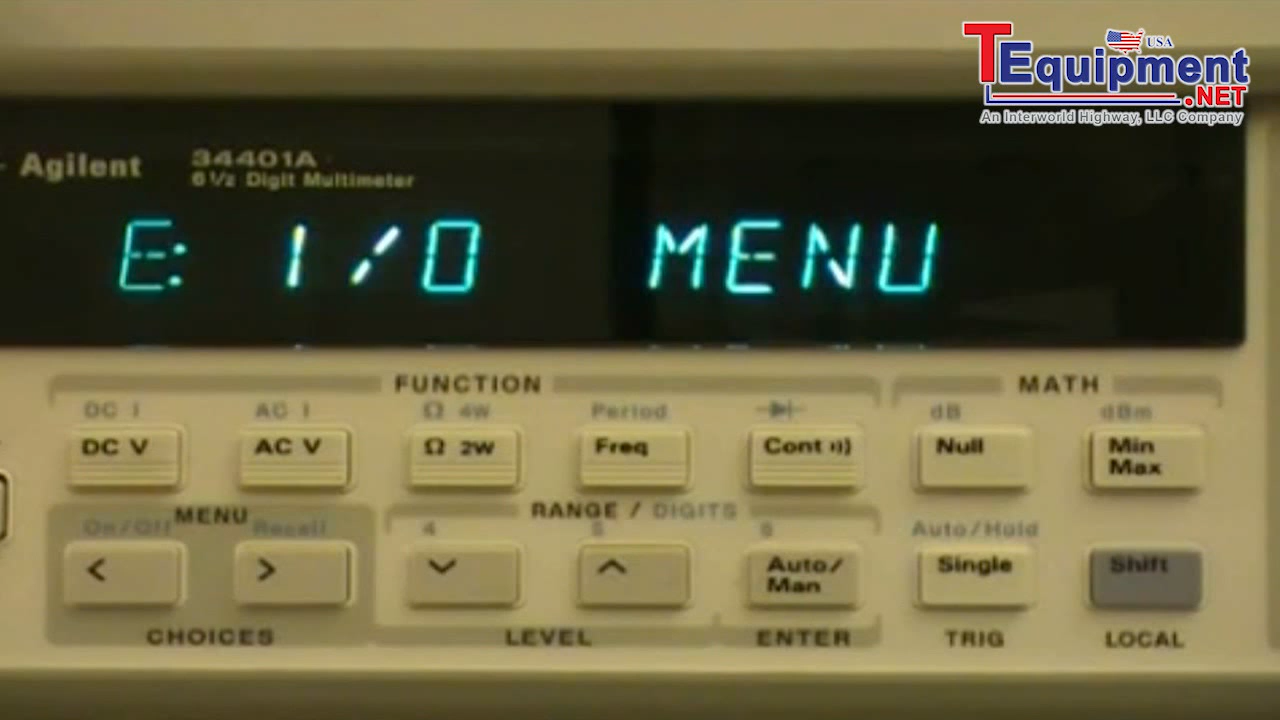 TEquipment
USA
.NET
An Interworld Highway, LLC Company
Agilent
34401A
6½ Digit Multimeter
E: I/O MENU
FUNCTION
MATH
DC I
AC I
Ω 4W
Period
dB
dBm
DC V
AC V
Ω 2W
Freq
Cont
Null
Min
Max
MENU
RANGE / DIGITS
On/Off
Recall
4
5
6
Auto/Hold
<
>
Auto/
Man
Single
Shift
CHOICES
LEVEL
ENTER
TRIG
LOCAL